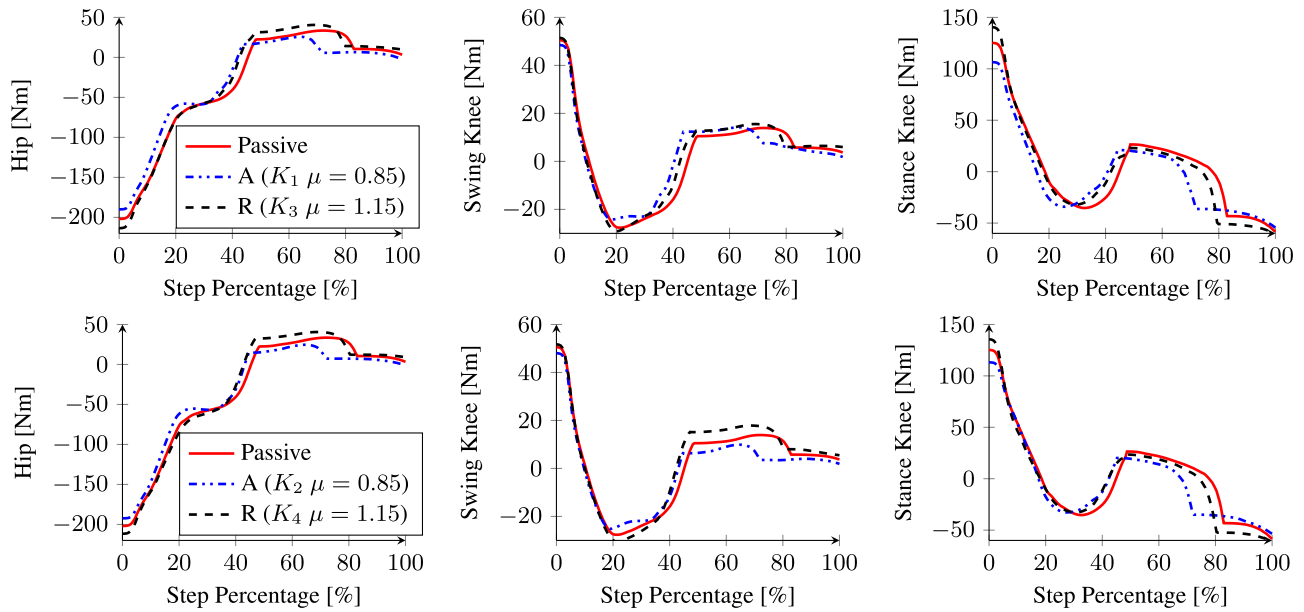 Hip [Nm]
50
0
−50
−100
−150
−200
0 20 40 60 80 100
Step Percentage [%]
Passive
A (K1 μ = 0.85)
R (K3 μ = 1.15)
Swing Knee [Nm]
60
40
20
0
−20
0 20 40 60 80 100
Step Percentage [%]
Stance Knee [Nm]
150
100
50
0
−50
0 20 40 60 80 100
Step Percentage [%]
Hip [Nm]
50
0
−50
−100
−150
−200
0 20 40 60 80 100
Step Percentage [%]
Passive
A (K2 μ = 0.85)
R (K4 μ = 1.15)
Swing Knee [Nm]
60
40
20
0
−20
0 20 40 60 80 100
Step Percentage [%]
Stance Knee [Nm]
150
100
50
0
−50
0 20 40 60 80 100
Step Percentage [%]